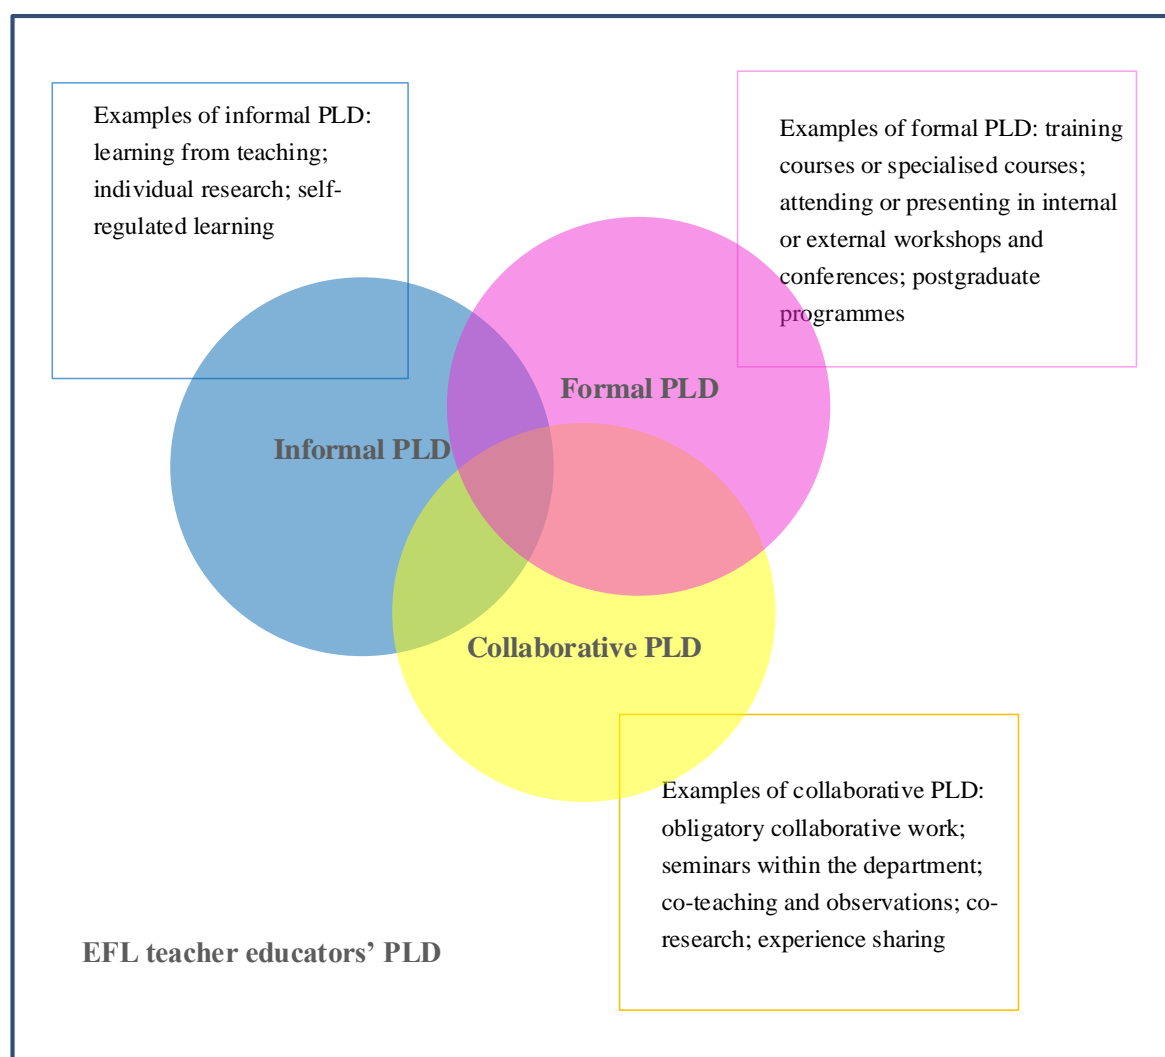 Examples of informal PLD:
learning from teaching;
individual research; self-
regulated learning
Examples of formal PLD: training
courses or specialised courses;
attending or presenting in internal
or external workshops and
conferences; postgraduate
programmes
Formal PLD
Informal PLD
Collaborative PLD
Examples of collaborative PLD:
obligatory collaborative work;
seminars within the department;
co-teaching and observations; co-
research; experience sharing
EFL teacher educators’ PLD